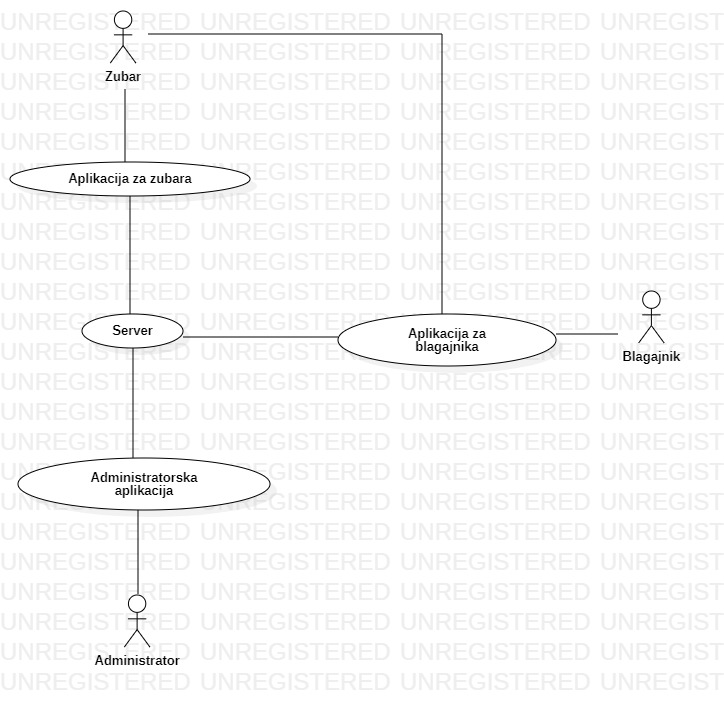 UNREGISTERED UNREGISTERED UNREGISTERED UNREGIST
Zubar
Aplikacija za zubara
Server
Aplikacija za
blagajnika
Blagajnik
Administratorska
aplikacija
Administrator